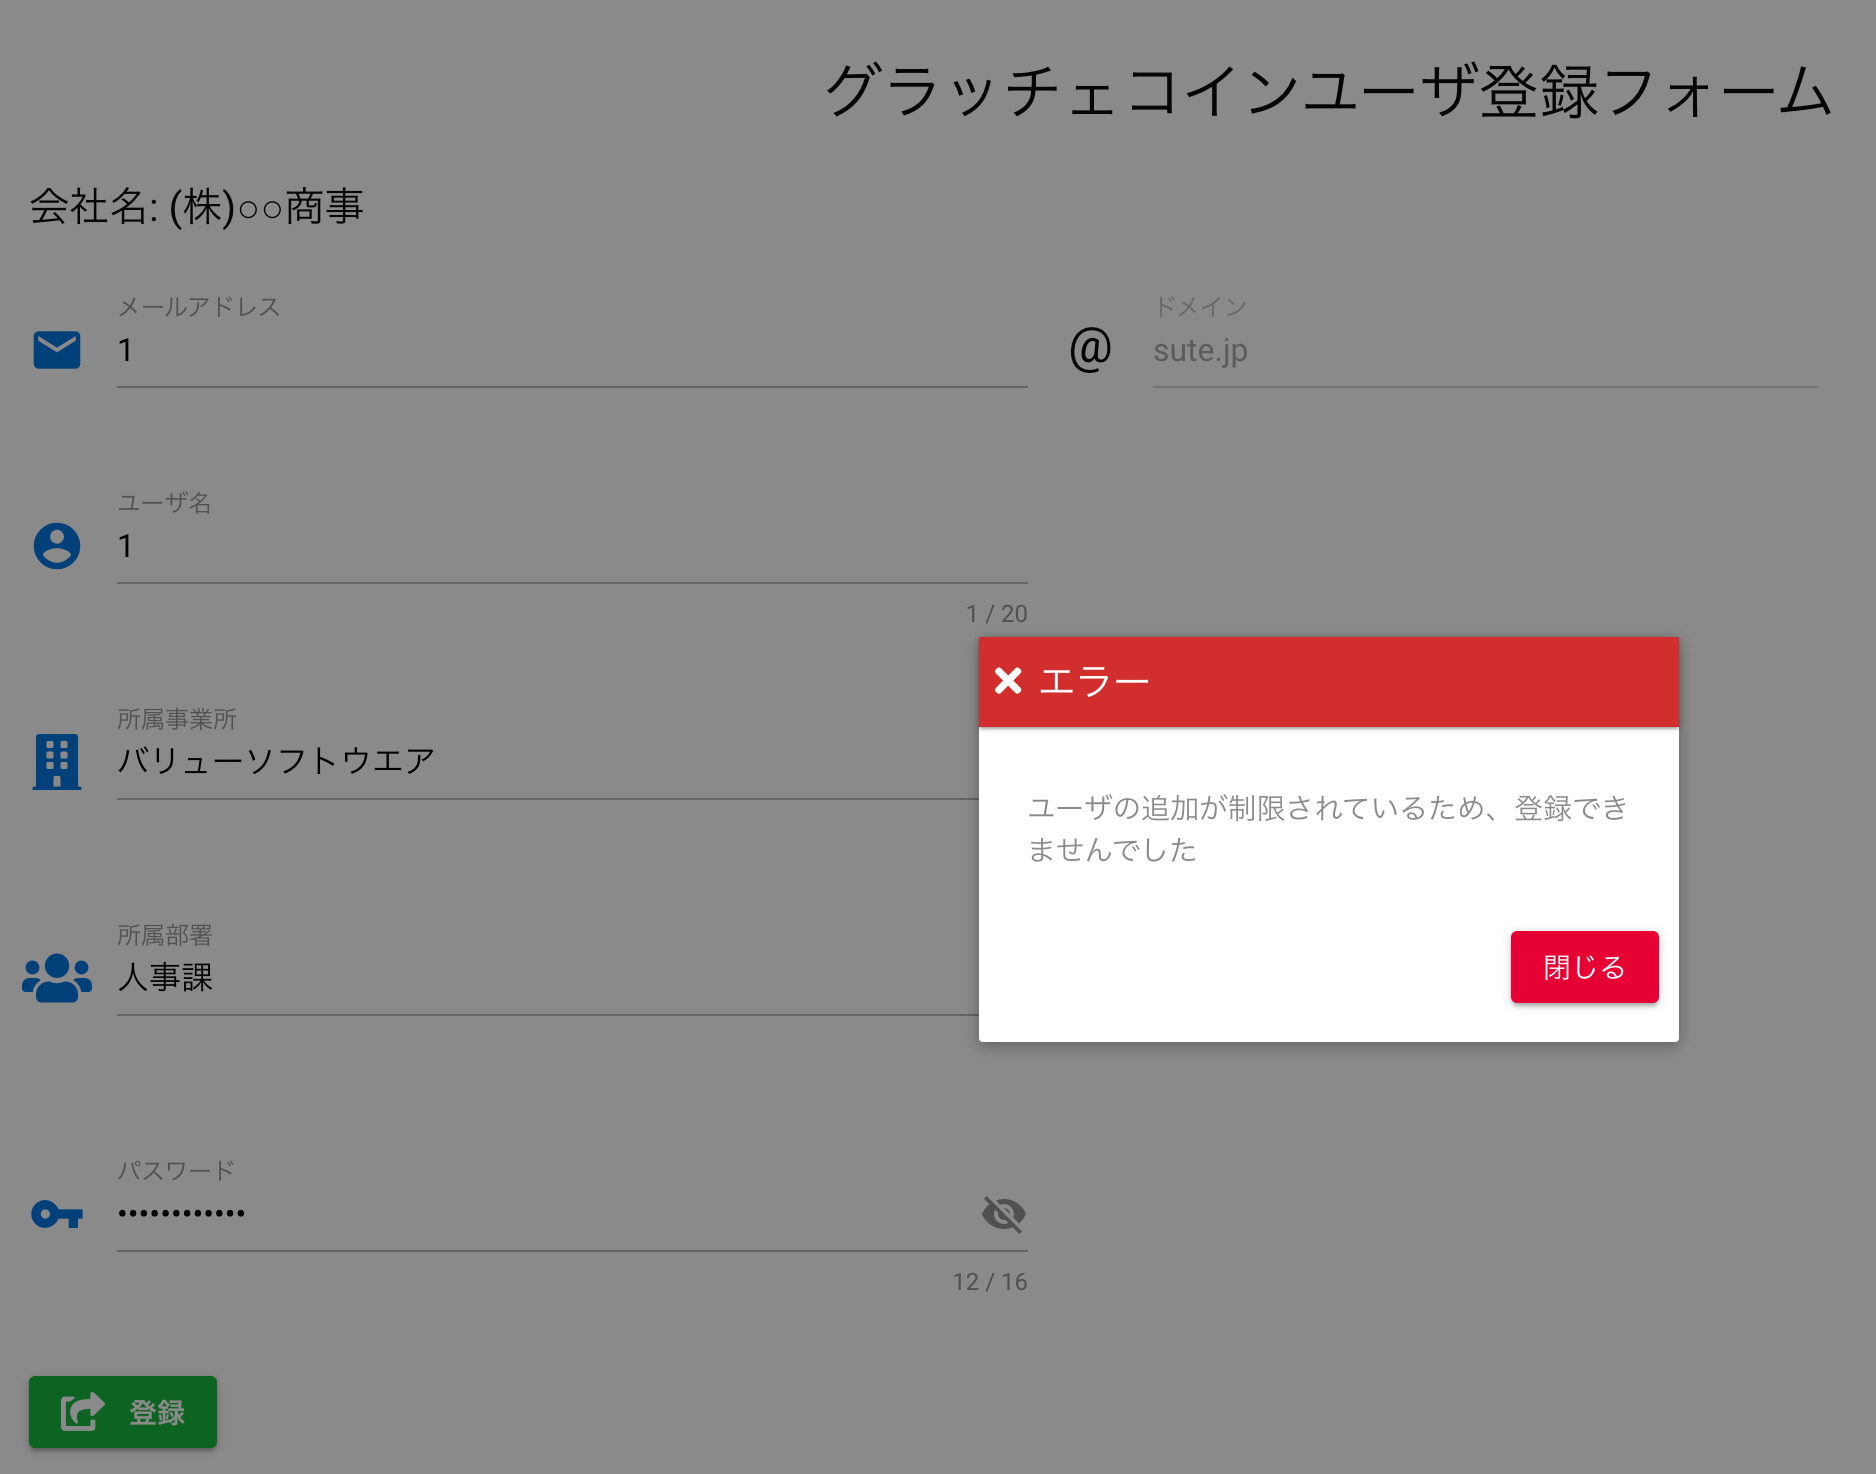 グラッチェコインユーザ登録フォーム
会社名: (株)○○商事
メールアドレス
1
@
ドメイン
sute.jp
ユーザ名
1
1 / 20
所属事業所
バリューソフトウエア
所属部署
人事課
パスワード
••••••••••••
12 / 16
登録
エラー
ユーザの追加が制限されているため、登録でき
ませんでした
閉じる